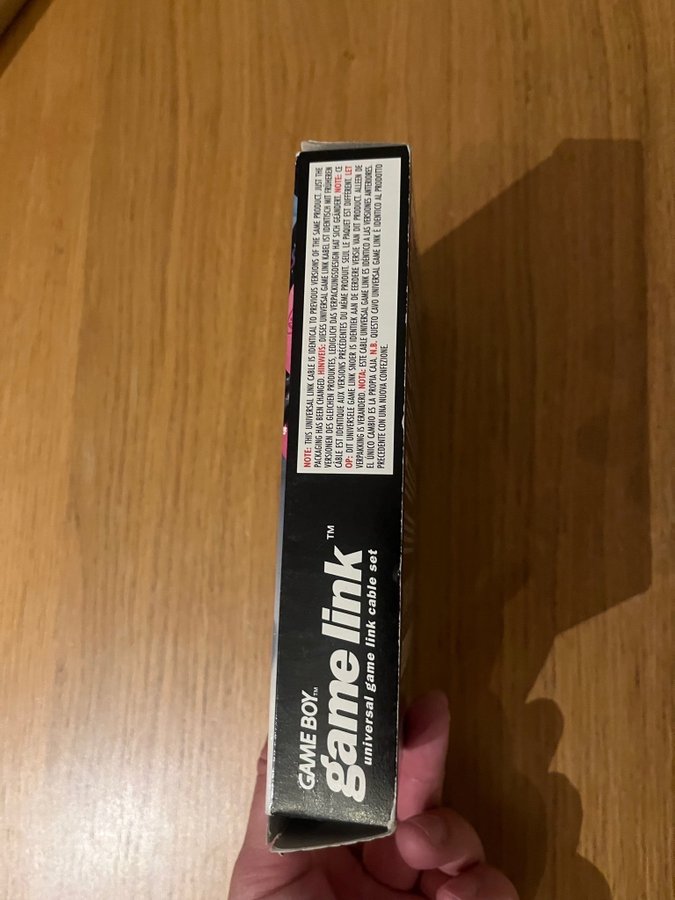 GAME BOY™
game link™
universal game link cable set
NOTE: THIS UNIVERSAL LINK CABLE IS IDENTICAL TO PREVIOUS VERSIONS OF THE SAME PRODUCT. JUST THE
PACKAGING HAS BEEN CHANGED. HINWEIS: DIESES UNIVERSAL GAME LINK KABEL IST IDENTISCH MIT FRÜHEREN
VERSIONEN DES GLEICHEN PRODUKTES. LEDIGLICH DAS VERPACKUNGSDESIGN HAT SICH GEÄNDERT. NOTE: CE
CÂBLE EST IDENTIQUE AUX VERSIONS PRÉCÉDENTES DU MÊME PRODUIT. SEUL LE PAQUET EST DIFFERENT. LET
OP: DIT UNIVERSELE GAME LINK SNOER IS IDENTIEK AAN DE EERDERE VERSIE VAN DIT PRODUCT. ALLEEN DE
VERPAKKING IS VERANDERD. NOTA: ESTE CABLE UNIVERSAL GAME LINK ES IDENTICO A LAS VERSIONES ANTERIORES.
EL ÚNICO CAMBIO ES LA PROPIA CAJA. N.B. QUESTO CAVO UNIVERSAL GAME LINK E IDENTICO AL PRODOTTO
PRECEDENTE CON UNA NUOVA CONFEZIONE.